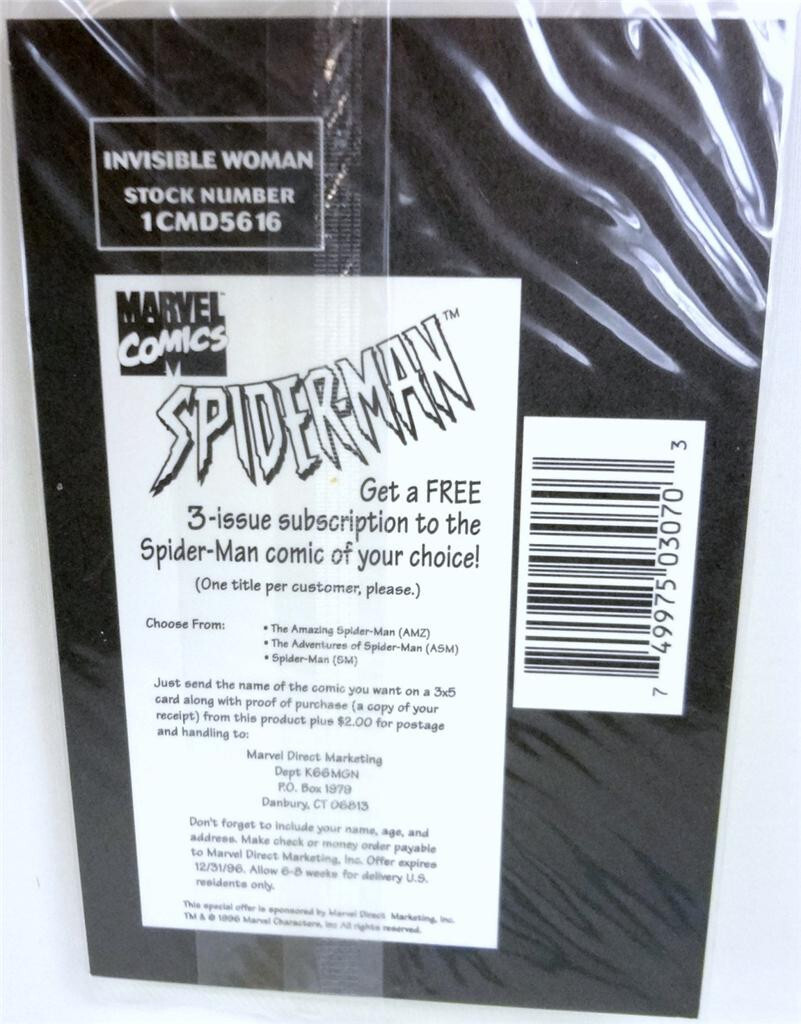 INVISIBLE WOMAN
STOCK NUMBER
1CMD5616
MARVEL
COMICS
SPIDER-MAN™
Get a FREE
3-issue subscription to the
Spider-Man comic of your choice!
(One title per customer, please.)
Choose From:
• The Amazing Spider-Man (AMZ)
• The Adventures of Spider-Man (ASM)
• Spider-Man (SM)
Just send the name of the comic you want on a 3x5
card along with proof of purchase (a copy of your
receipt) from this product plus $2.00 for postage
and handling to:
Marvel Direct Marketing
Dept K66MGN
P.O. Box 1979
Danbury, CT 06813
Don't forget to include your name, age, and
address. Make check or money order payable
to Marvel Direct Marketing, Inc. Offer expires
12/31/96. Allow 6-8 weeks for delivery U.S.
residents only.
This special offer is sponsored by Marvel Direct Marketing, Inc.
TM & © 1996 Marvel Characters, Inc All rights reserved.
7 49975 03070 3